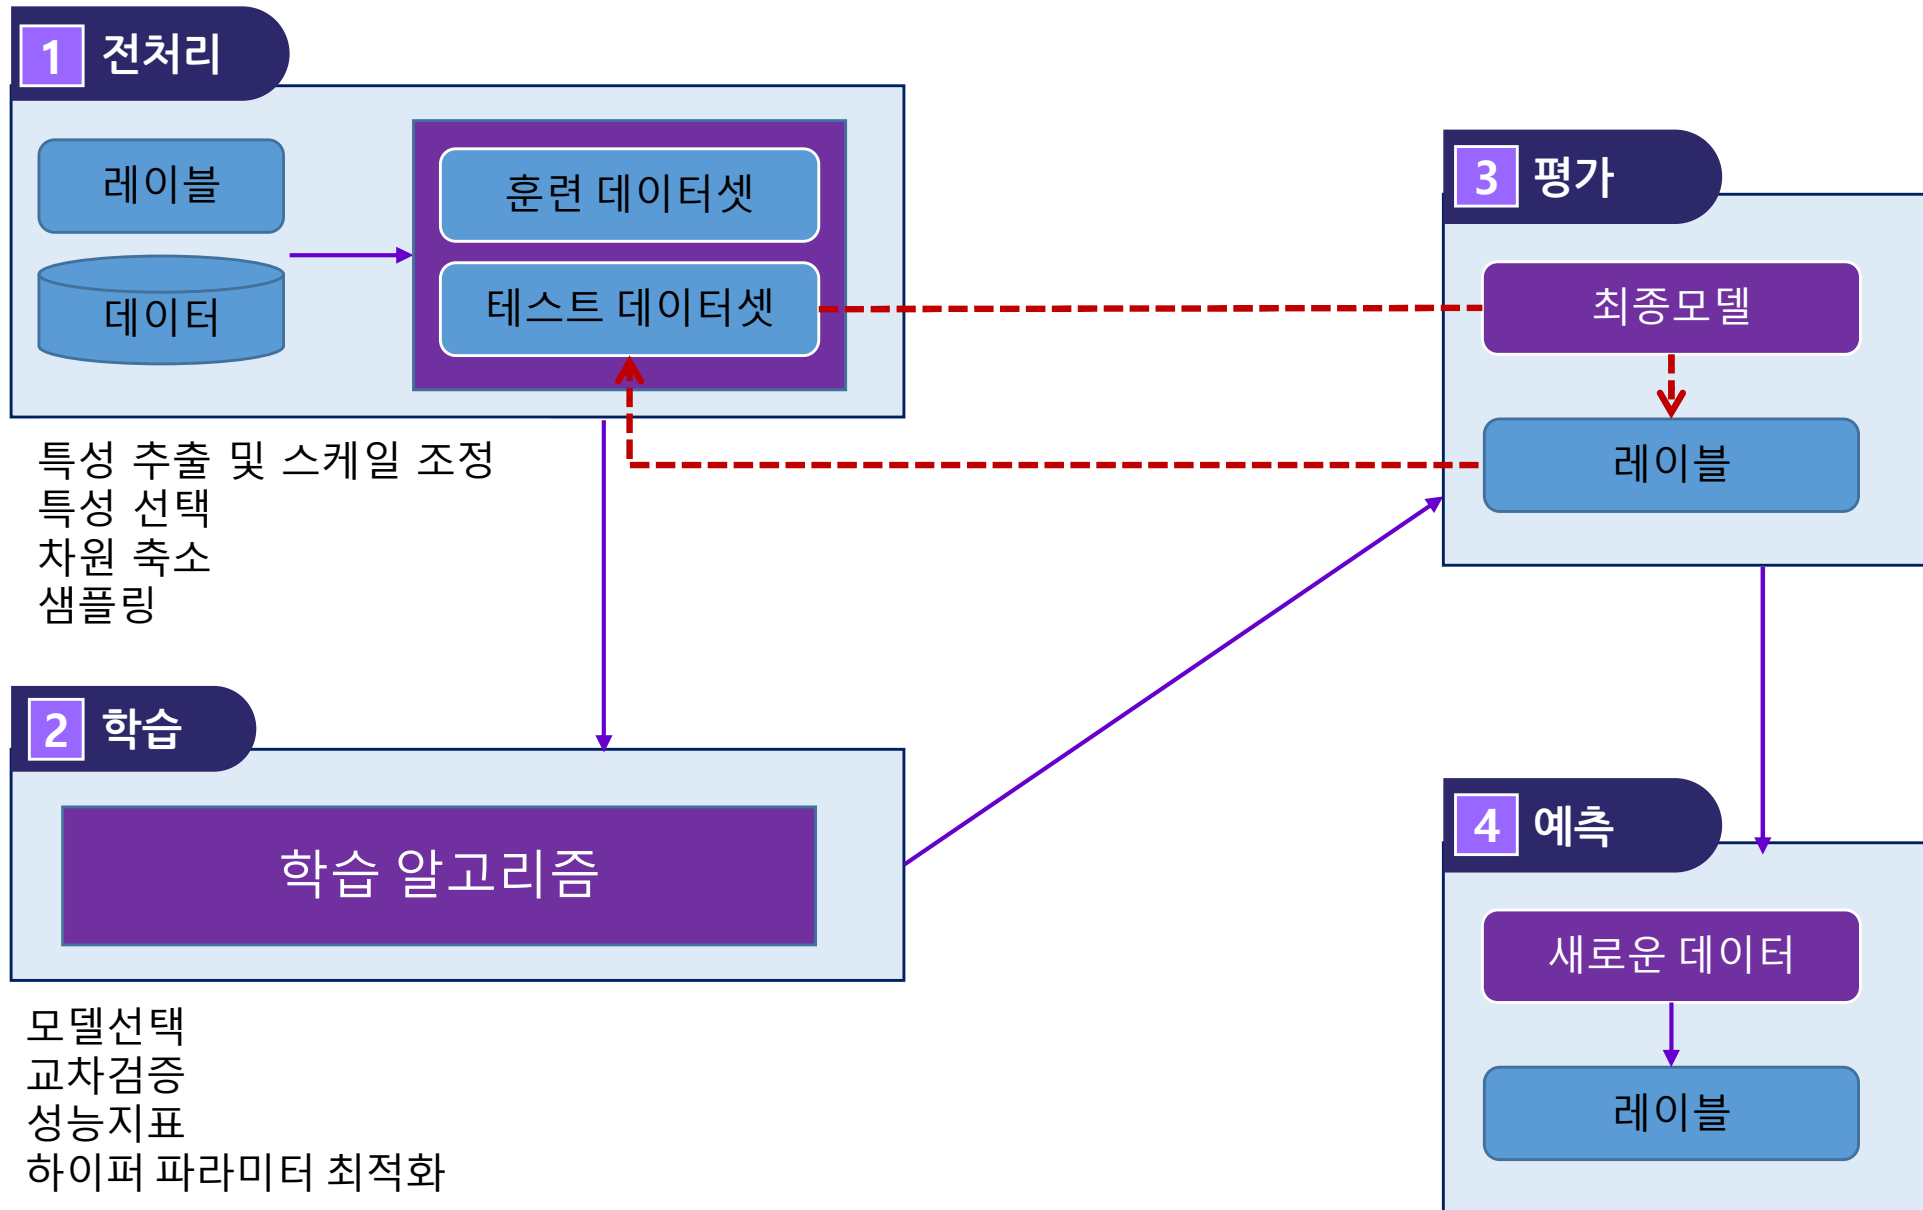 1 전처리
레이블
데이터
훈련 데이터셋
테스트 데이터셋
특성 추출 및 스케일 조정
특성 선택
차원 축소
샘플링
2 학습
학습 알고리즘
모델선택
교차검증
성능지표
하이퍼 파라미터 최적화
3 평가
최종모델
레이블
4 예측
새로운 데이터
레이블